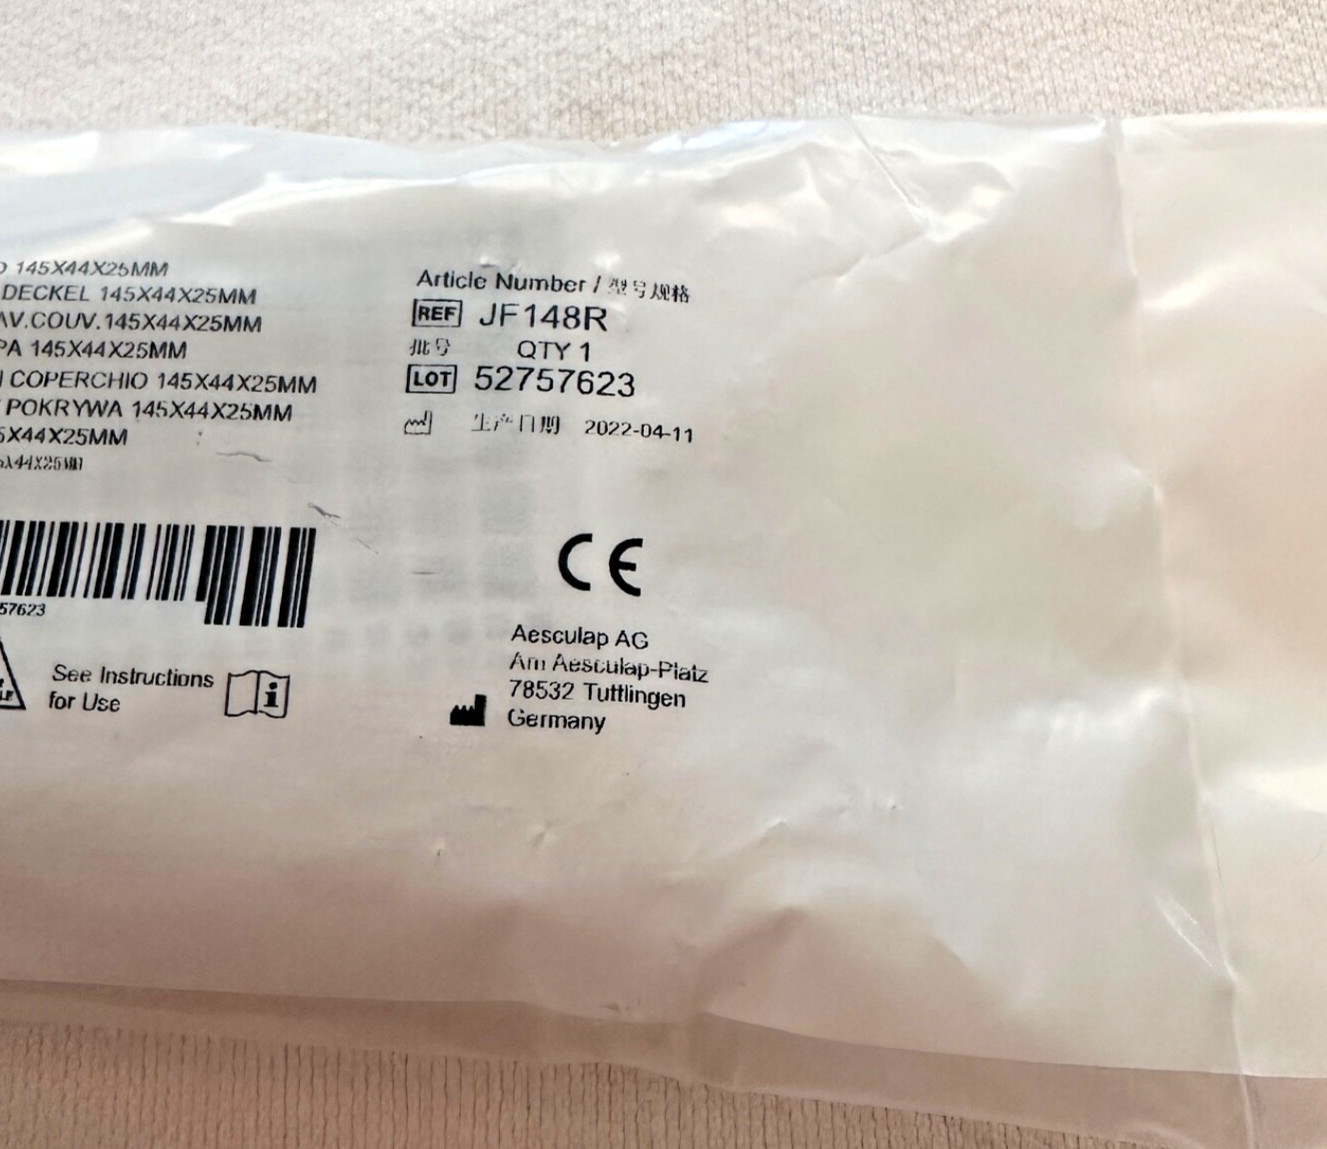 145X44X25MM
DECKEL 145X44X25MM
AV.COUV.145X44X25MM
PA 145X44X25MM
COPERCHIO 145X44X25MM
POKRYWA 145X44X25MM
5X44X25MM
X44X25MM
57623
See Instructions
for Use
Article Number / 型号规格
REF JF148R
批号 QTY 1
LOT 52757623
生产日期 2022-04-11
CE
Aesculap AG
Am Aesculap-Platz
78532 Tuttlingen
Germany